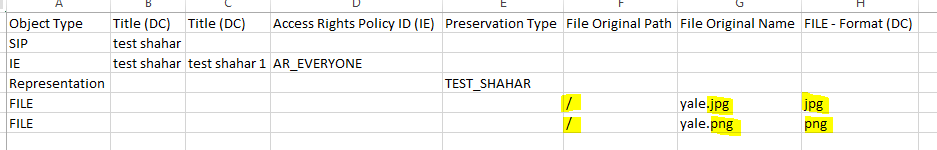 A B C D E F G H
Object Type Title (DC) Title (DC) Access Rights Policy ID (IE) Preservation Type File Original Path File Original Name FILE - Format (DC)
SIP test shahar
IE test shahar test shahar 1 AR_EVERYONE
Representation TEST_SHAHAR
FILE / yale.jpg jpg
FILE / yale.png png